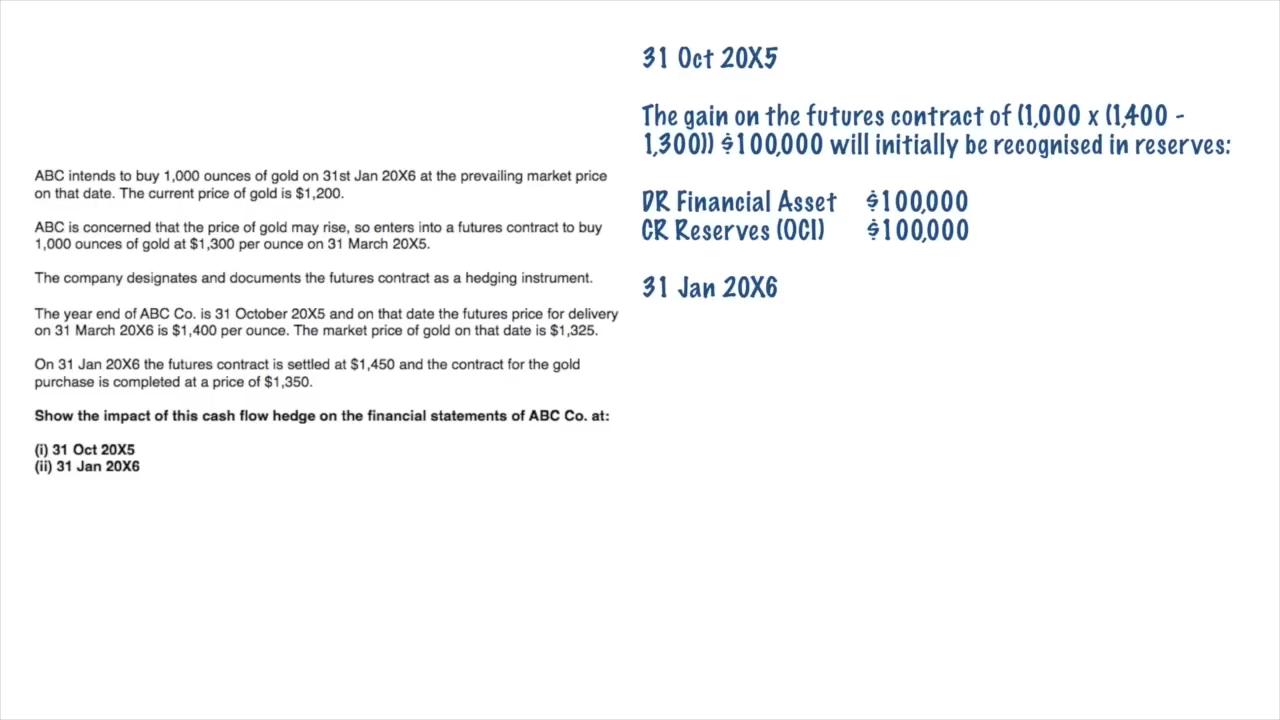 ABC intends to buy 1,000 ounces of gold on 31st Jan 20X6 at the prevailing market price
on that date. The current price of gold is $1,200.
ABC is concerned that the price of gold may rise, so enters into a futures contract to buy
1,000 ounces of gold at $1,300 per ounce on 31 March 20X5.
The company designates and documents the futures contract as a hedging instrument.
The year end of ABC Co. is 31 October 20X5 and on that date the futures price for delivery
on 31 March 20X6 is $1,400 per ounce. The market price of gold on that date is $1,325.
On 31 Jan 20X6 the futures contract is settled at $1,450 and the contract for the gold
purchase is completed at a price of $1,350.
Show the impact of this cash flow hedge on the financial statements of ABC Co. at:
(i) 31 Oct 20X5
(ii) 31 Jan 20X6
31 Oct 20X5
The gain on the futures contract of (1,000 x (1,400 -
1,300)) $100,000 will initially be recognised in reserves:
DR Financial Asset $100,000
CR Reserves (OCI) $100,000
31 Jan 20X6